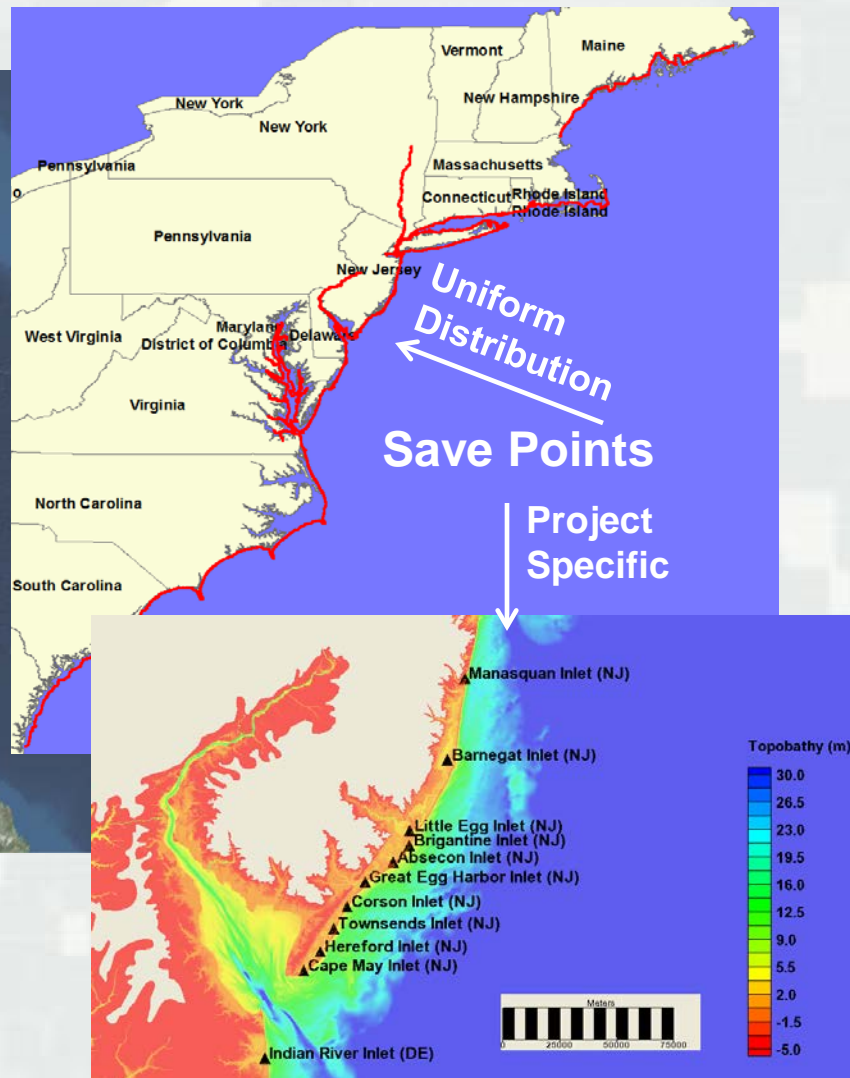 Maine
Vermont
New Hampshire
New York
New York
Massachusetts
Pennsylvania
Connecticut
Rhode Island
Rhode Island
o
Pennsylvania
New Jersey
Uniform
Distribution
Marylan
Delawar
West Virginia
District of Columbia
Virginia
Save Points
North Carolina
Project
Specific
South Carolina
Manasquan Inlet (NJ)
Barnegat Inlet (NJ)
Little Egg Inlet (NJ)
Brigantine Inlet (NJ)
Absecon Inlet (NJ)
Great Egg Harbor Inlet (NJ)
Corson Inlet (NJ)
Townsends Inlet (NJ)
Hereford Inlet (NJ)
Cape May Inlet (NJ)
Indian River Inlet (DE)
Topobathy (m)
30.0
26.5
23.0
19.5
16.0
12.5
9.0
5.5
2.0
-1.5
-5.0
Meters
0 25000 50000 75000